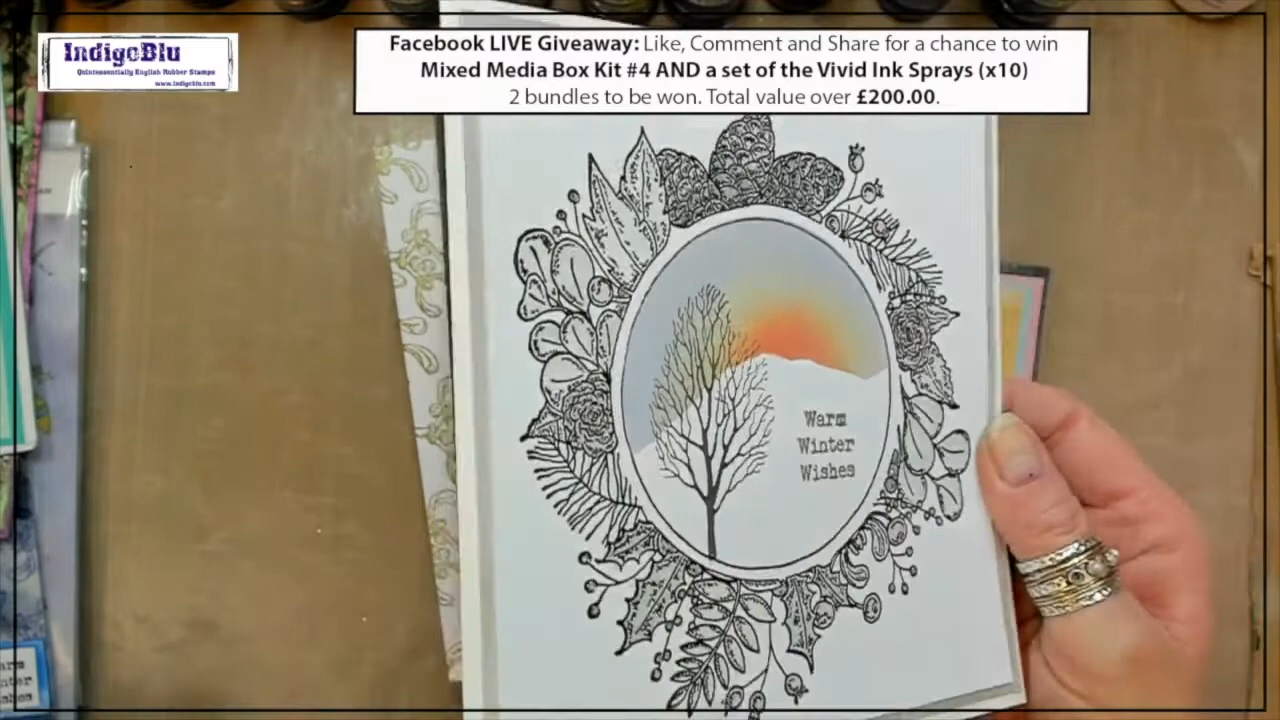 IndigoBlu
Quintessentially English Rubber Stamps
www.indigoblu.com
Facebook LIVE Giveaway: Like, Comment and Share for a chance to win
Mixed Media Box Kit #4 AND a set of the Vivid Ink Sprays (x10)
2 bundles to be won. Total value over £200.00.
Warm
Winter
Wishes